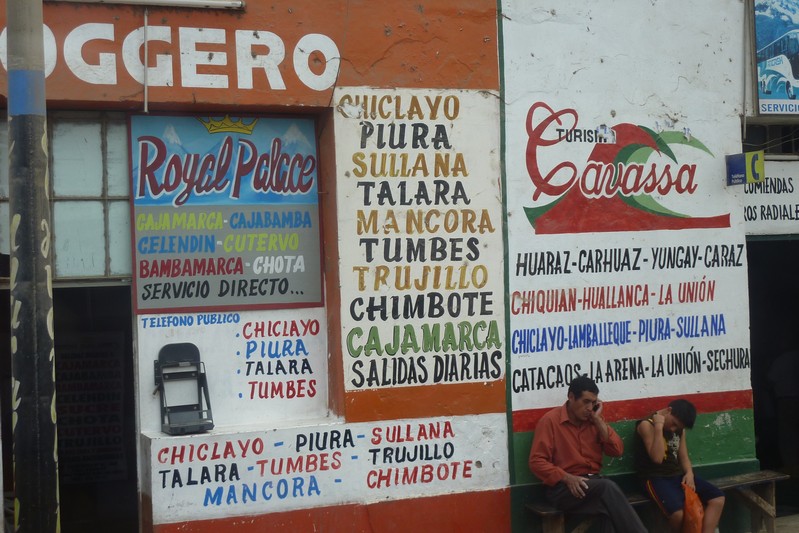 OGGERO
Royal Palace
CAJAMARCA - CAJABAMBA
CELENDIN - CUTERVO
BAMBAMARCA - CHOTA
SERVICIO DIRECTO...
TELEFONO PUBLICO
. CHICLAYO
. PIURA
. TALARA
. TUMBES
CHICLAYO - PIURA - SULLANA
TALARA - TUMBES - TRUJILLO
MANCORA - CHIMBOTE
CHICLAYO
PIURA
SULLANA
TALARA
MANCORA
TUMBES
TRUJILLO
CHIMBOTE
CAJAMARCA
SALIDAS DIARIAS
TURISMO
Cavassa
HUARAZ-CARHUAZ-YUNGAY-CARAZ
CHIQUIAN-HUALLANCA-LA UNIÓN
CHICLAYO-LAMBALLEQUE-PIURA-SULLANA
CATACAOS-LA ARENA-LA UNIÓN-SECHURA
SERVICIO
COMIENDAS
ROS RADIALES